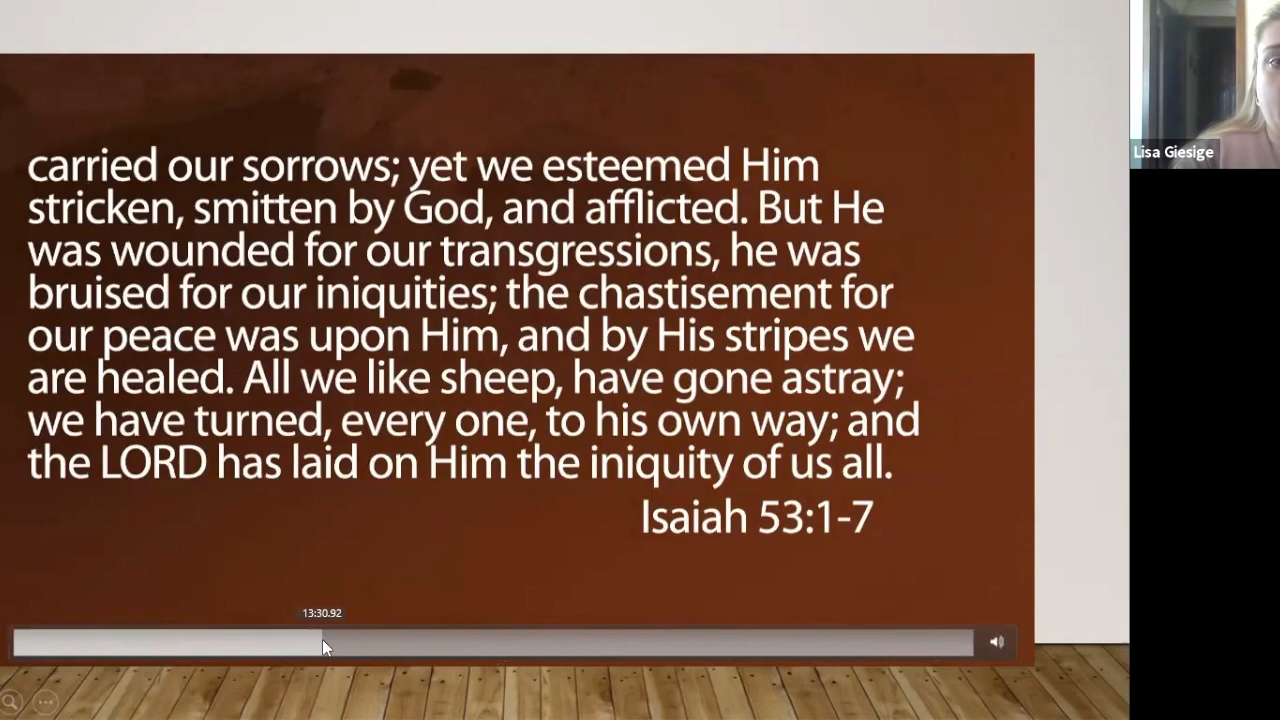 carried our sorrows; yet we esteemed Him
stricken, smitten by God, and afflicted. But He
was wounded for our transgressions, he was
bruised for our iniquities; the chastisement for
our peace was upon Him, and by His stripes we
are healed. All we like sheep, have gone astray;
we have turned, every one, to his own way; and
the LORD has laid on Him the iniquity of us all.
Isaiah 53:1-7
13:30.92
Lisa Giesige